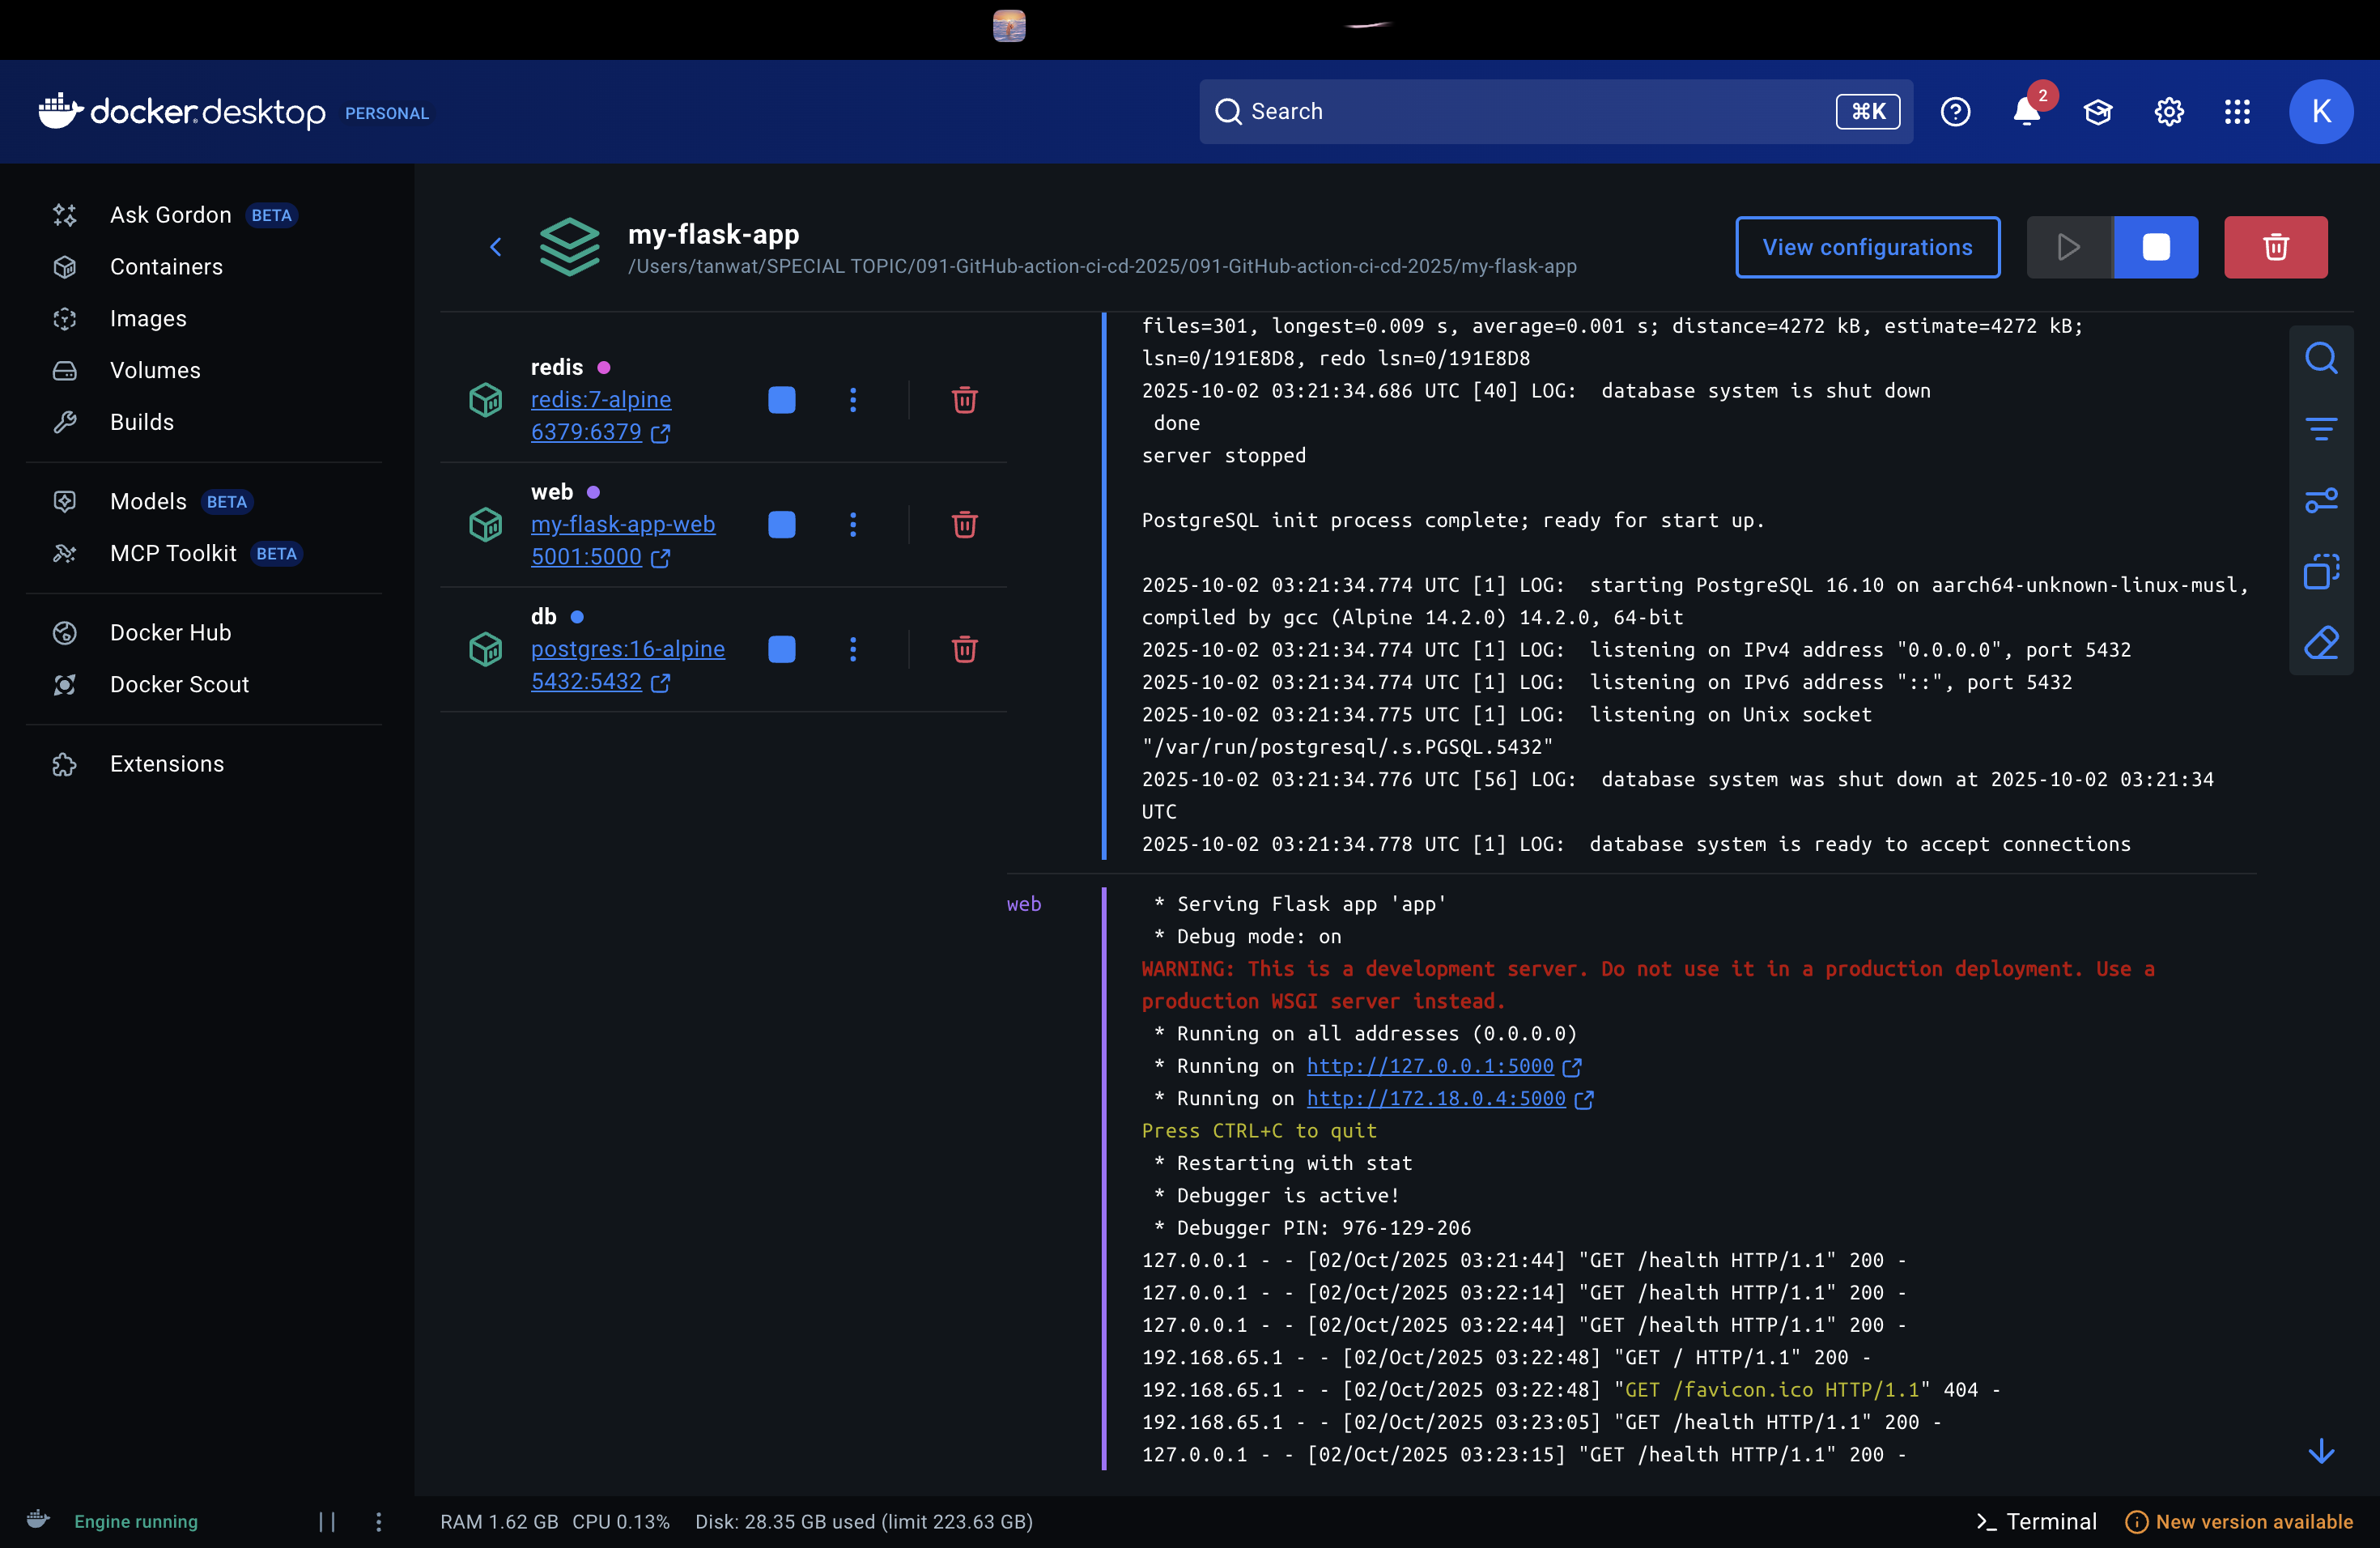 docker.desktop PERSONAL
Search
⌘K
2
K
Ask Gordon BETA
Containers
Images
Volumes
Builds
Models BETA
MCP Toolkit BETA
Docker Hub
Docker Scout
Extensions
my-flask-app
/Users/tanwat/SPECIAL TOPIC/091-GitHub-action-ci-cd-2025/091-GitHub-action-ci-cd-2025/my-flask-app
View configurations
redis
redis:7-alpine
6379:6379
web
my-flask-app-web
5001:5000
db
postgres:16-alpine
5432:5432
files=301, longest=0.009 s, average=0.001 s; distance=4272 kB, estimate=4272 kB;
lsn=0/191E8D8, redo lsn=0/191E8D8
2025-10-02 03:21:34.686 UTC [40] LOG:  database system is shut down
done
server stopped
PostgreSQL init process complete; ready for start up.
2025-10-02 03:21:34.774 UTC [1] LOG:  starting PostgreSQL 16.10 on aarch64-unknown-linux-musl,
compiled by gcc (Alpine 14.2.0) 14.2.0, 64-bit
2025-10-02 03:21:34.774 UTC [1] LOG:  listening on IPv4 address "0.0.0.0", port 5432
2025-10-02 03:21:34.774 UTC [1] LOG:  listening on IPv6 address "::", port 5432
2025-10-02 03:21:34.775 UTC [1] LOG:  listening on Unix socket
"/var/run/postgresql/.s.PGSQL.5432"
2025-10-02 03:21:34.776 UTC [56] LOG:  database system was shut down at 2025-10-02 03:21:34
UTC
2025-10-02 03:21:34.778 UTC [1] LOG:  database system is ready to accept connections
web
* Serving Flask app 'app'
* Debug mode: on
WARNING: This is a development server. Do not use it in a production deployment. Use a
production WSGI server instead.
* Running on all addresses (0.0.0.0)
* Running on http://127.0.0.1:5000
* Running on http://172.18.0.4:5000
Press CTRL+C to quit
* Restarting with stat
* Debugger is active!
* Debugger PIN: 976-129-206
127.0.0.1 - - [02/Oct/2025 03:21:44] "GET /health HTTP/1.1" 200 -
127.0.0.1 - - [02/Oct/2025 03:22:14] "GET /health HTTP/1.1" 200 -
127.0.0.1 - - [02/Oct/2025 03:22:44] "GET /health HTTP/1.1" 200 -
192.168.65.1 - - [02/Oct/2025 03:22:48] "GET / HTTP/1.1" 200 -
192.168.65.1 - - [02/Oct/2025 03:22:48] "GET /favicon.ico HTTP/1.1" 404 -
192.168.65.1 - - [02/Oct/2025 03:23:05] "GET /health HTTP/1.1" 200 -
127.0.0.1 - - [02/Oct/2025 03:23:15] "GET /health HTTP/1.1" 200 -
Engine running
RAM 1.62 GB CPU 0.13% Disk: 28.35 GB used (limit 223.63 GB)
Terminal
New version available